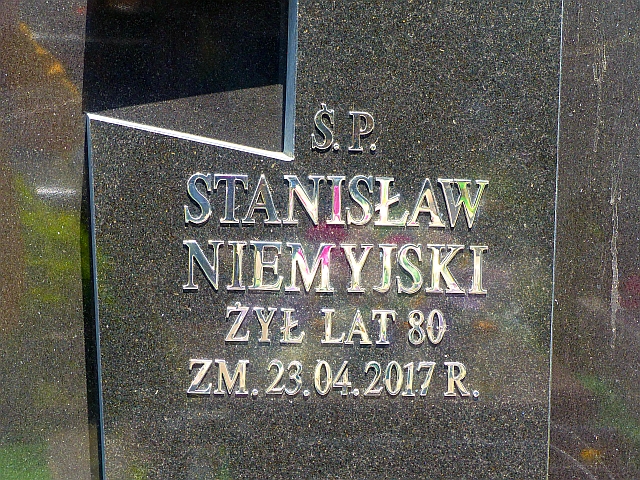 Ś. P.
STANISŁAW
NIEMYJSKI
ŻYŁ LAT 80
ZM. 23.04.2017 R.